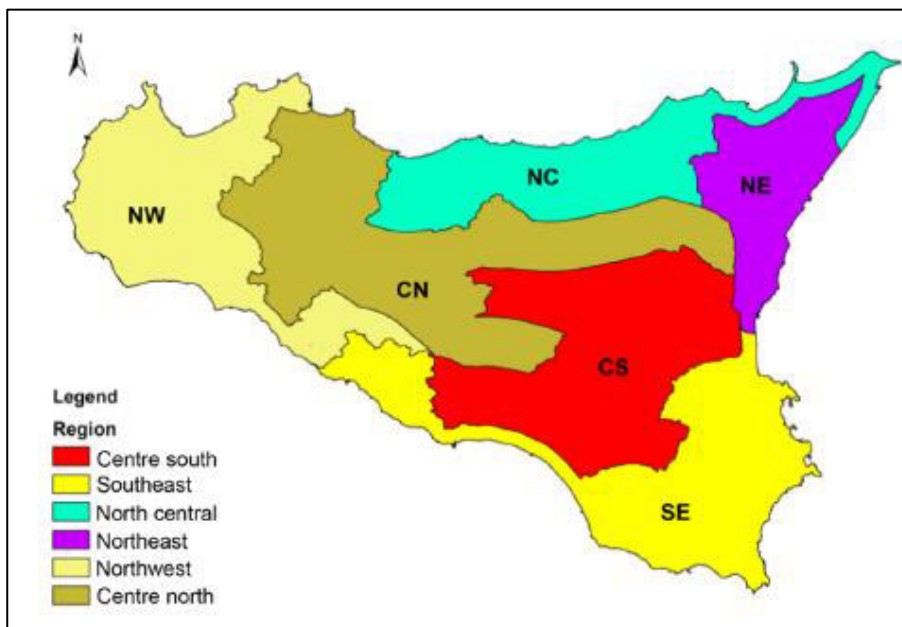 N
NC
NE
NW
CN
CS
SE
Legend
Region
Centre south
Southeast
North central
Northeast
Northwest
Centre north